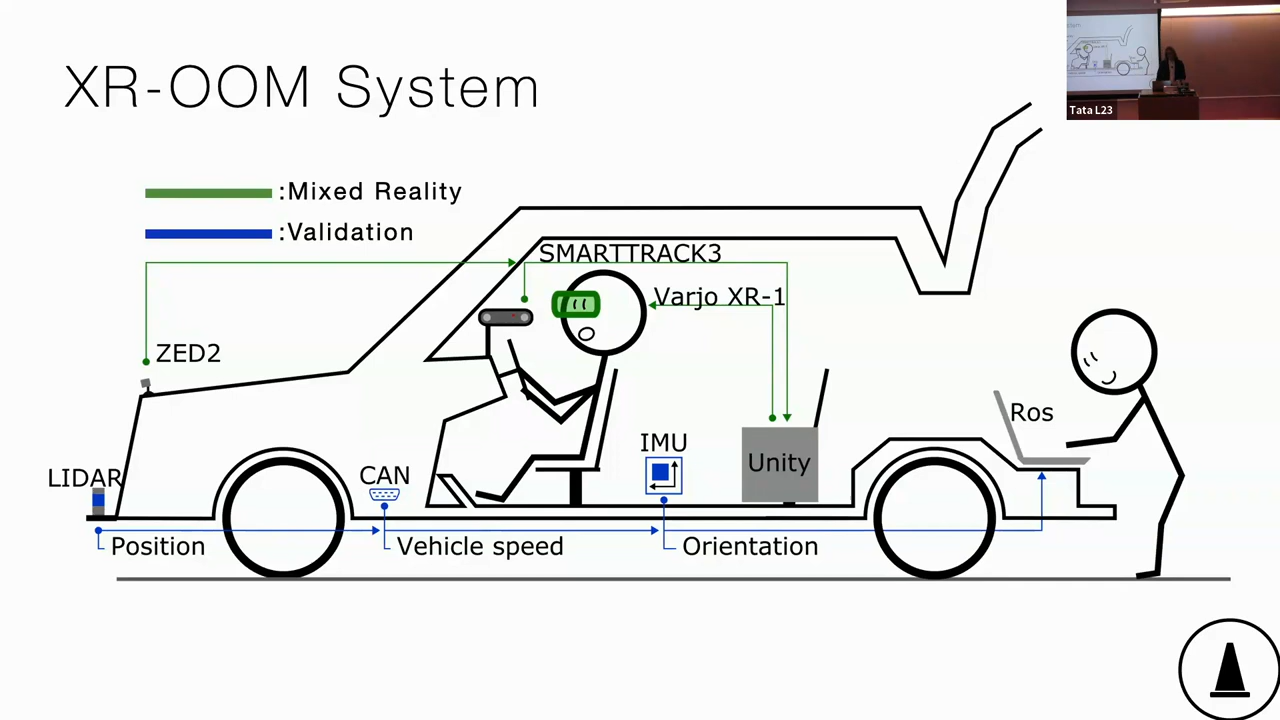 XR-OOM System
Tata L23
:Mixed Reality
:Validation
SMARTTRACK3
Varjo XR-1
ZED2
Ros
IMU
Unity
LIDAR
CAN
Position
Vehicle speed
Orientation